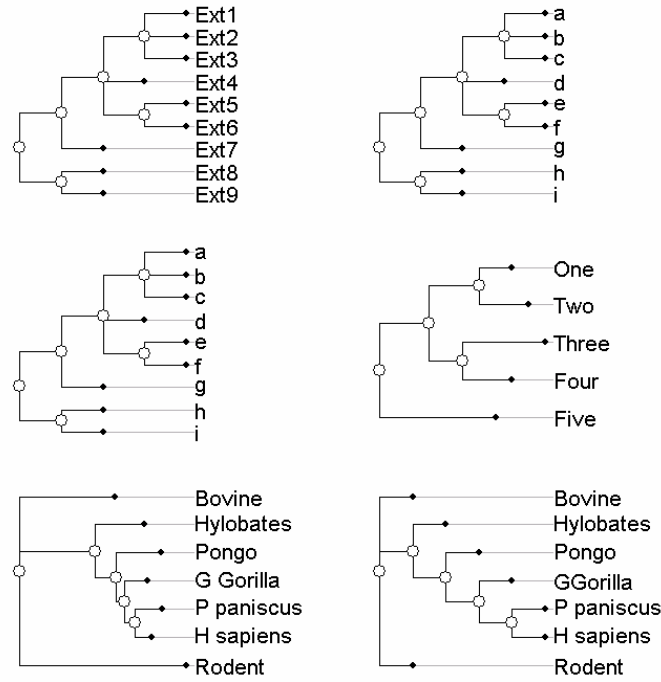 Ext1
Ext2
Ext3
Ext4
Ext5
Ext6
Ext7
Ext8
Ext9
a
b
c
d
e
f
g
h
i
a
b
c
d
e
f
g
h
i
One
Two
Three
Four
Five
Bovine
Hylobates
Pongo
G Gorilla
P paniscus
H sapiens
Rodent
Bovine
Hylobates
Pongo
GGorilla
P paniscus
H sapiens
Rodent